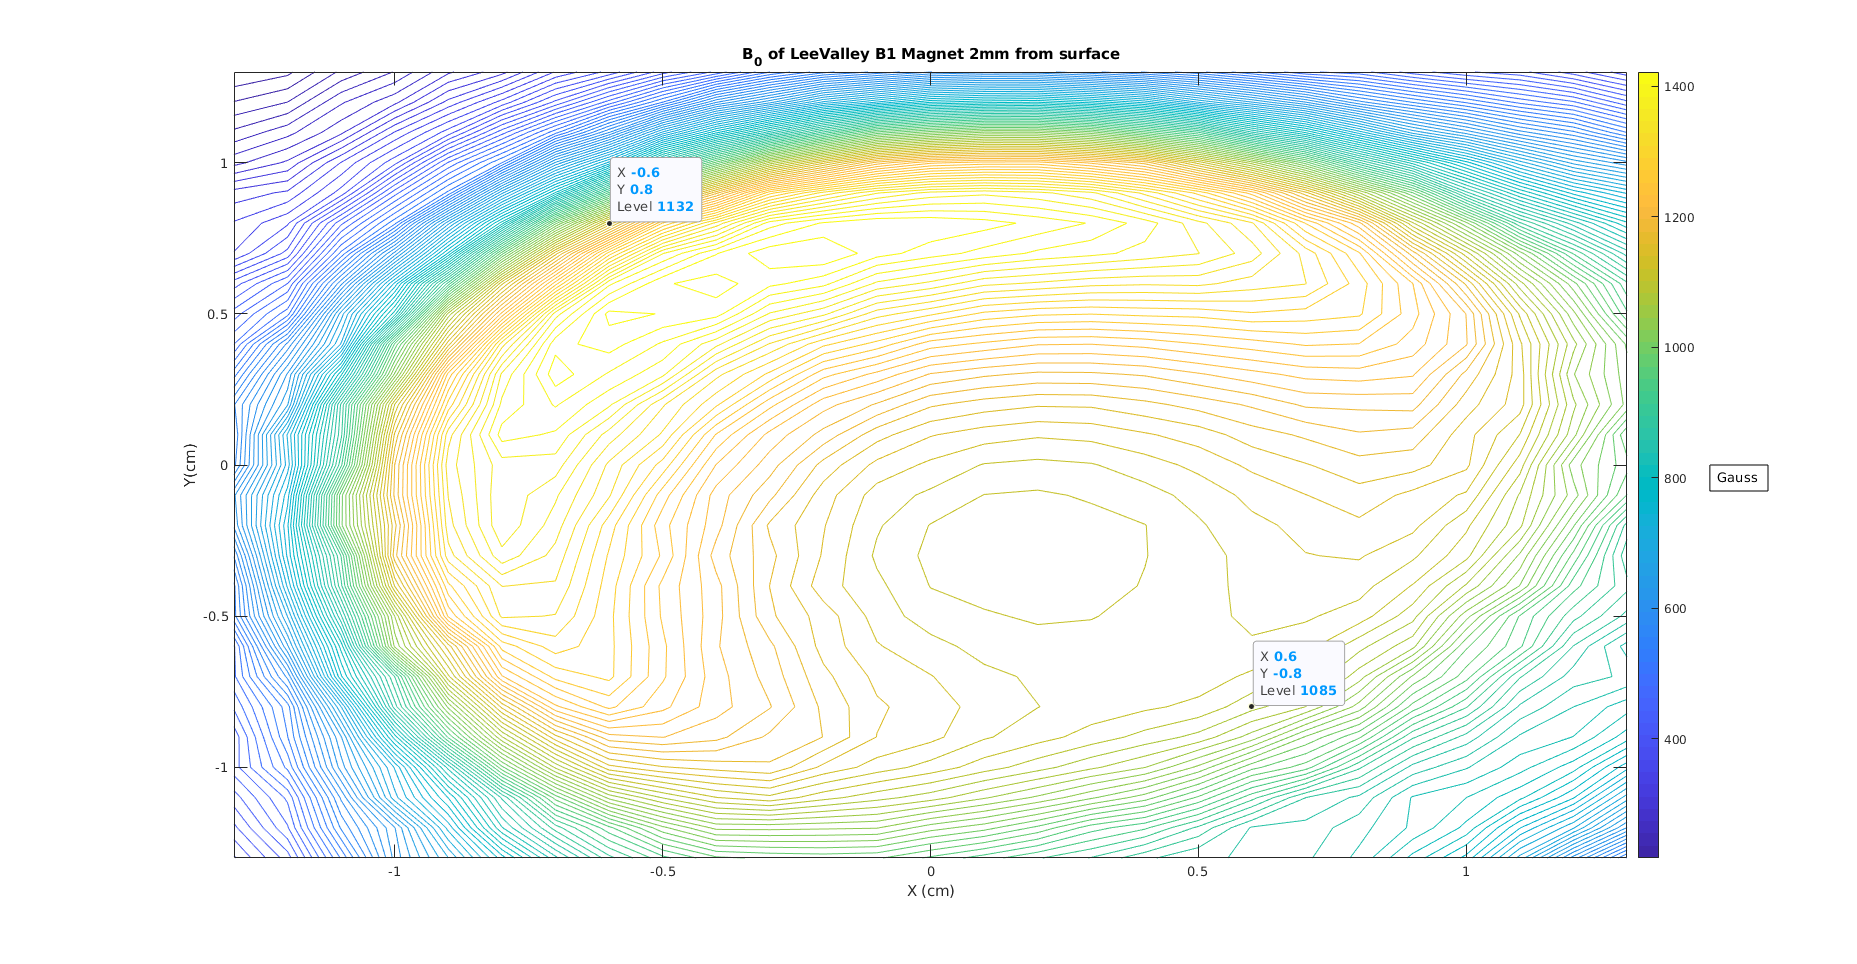 B0 of LeeValley B1 Magnet 2mm from surface
1400
1200
1000
800
600
400
Gauss
1
0.5
0
-0.5
-1
Y(cm)
X -0.6
Y 0.8
Level 1132
X 0.6
Y -0.8
Level 1085
-1
-0.5
0
0.5
1
X (cm)